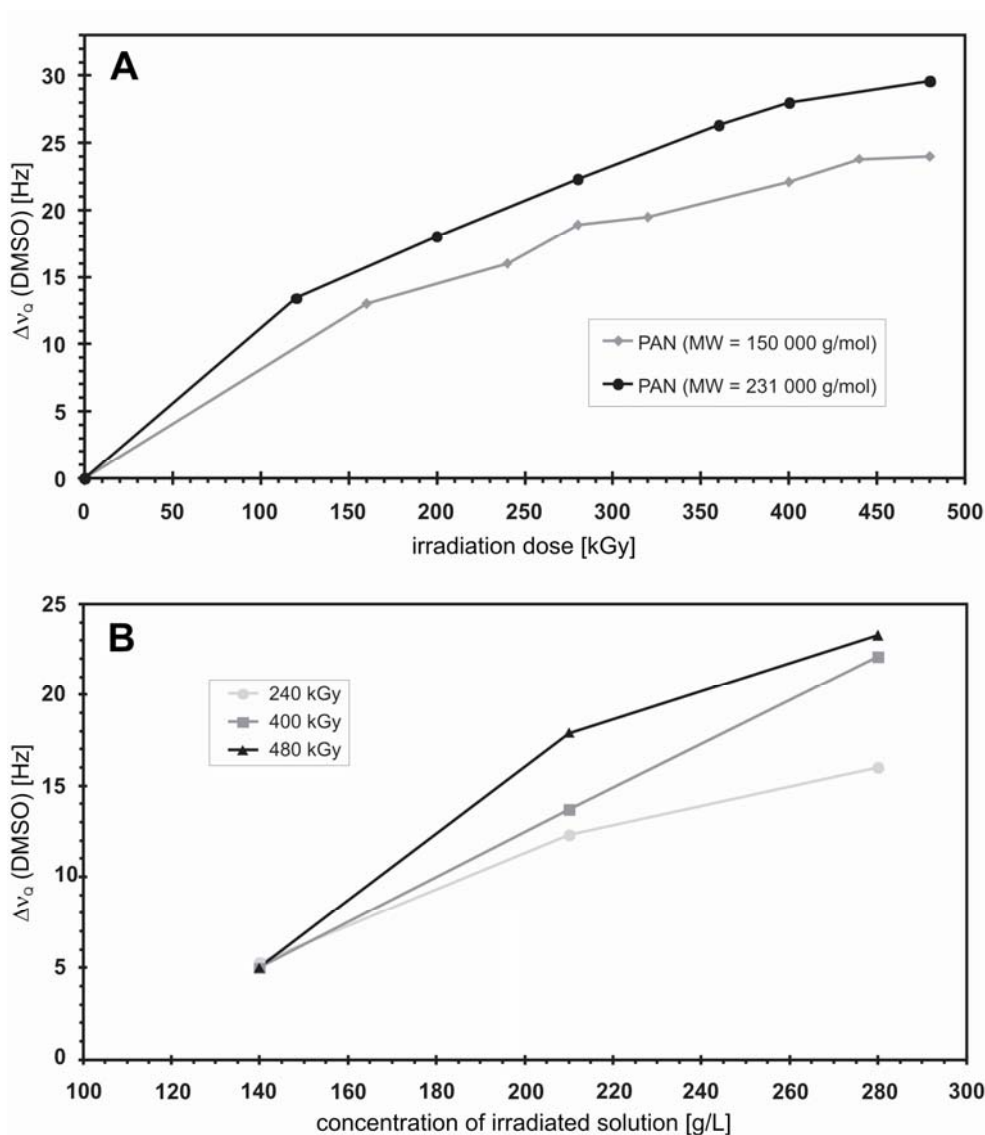 A
Δν_Q (DMSO) [Hz]
30
25
20
15
10
5
0
PAN (MW = 150 000 g/mol)
PAN (MW = 231 000 g/mol)
0 50 100 150 200 250 300 350 400 450 500
irradiation dose [kGy]
B
Δν_Q (DMSO) [Hz]
25
20
15
10
5
0
240 kGy
400 kGy
480 kGy
100 120 140 160 180 200 220 240 260 280 300
concentration of irradiated solution [g/L]